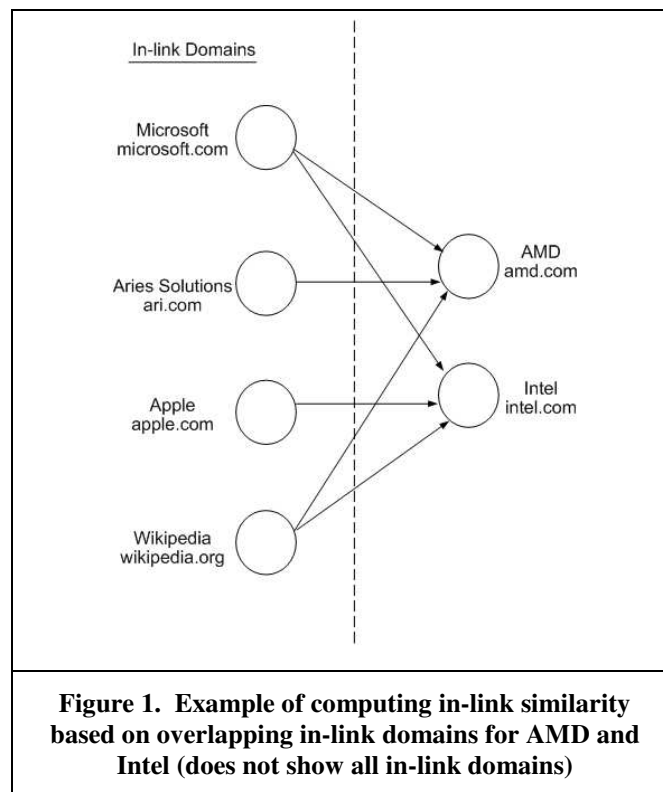 In-link Domains
Microsoft
microsoft.com
Aries Solutions
ari.com
Apple
apple.com
Wikipedia
wikipedia.org
AMD
amd.com
Intel
intel.com
Figure 1. Example of computing in-link similarity
based on overlapping in-link domains for AMD and
Intel (does not show all in-link domains)